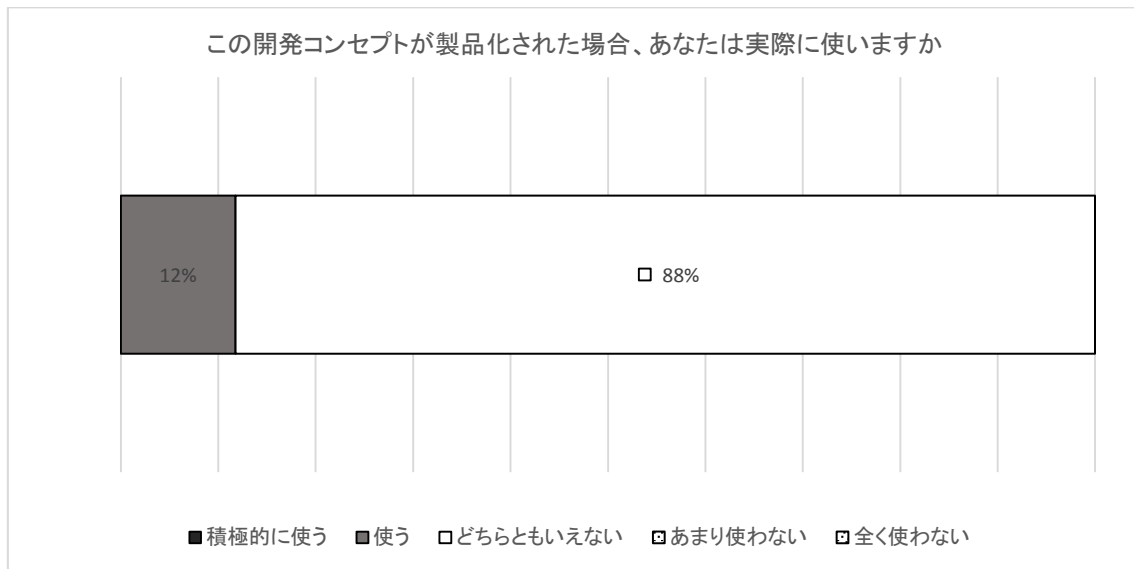 この開発コンセプトが製品化された場合、あなたは実際に使いますか
12%
88%
積極的に使う 使う どちらともいえない あまり使わない 全く使わない